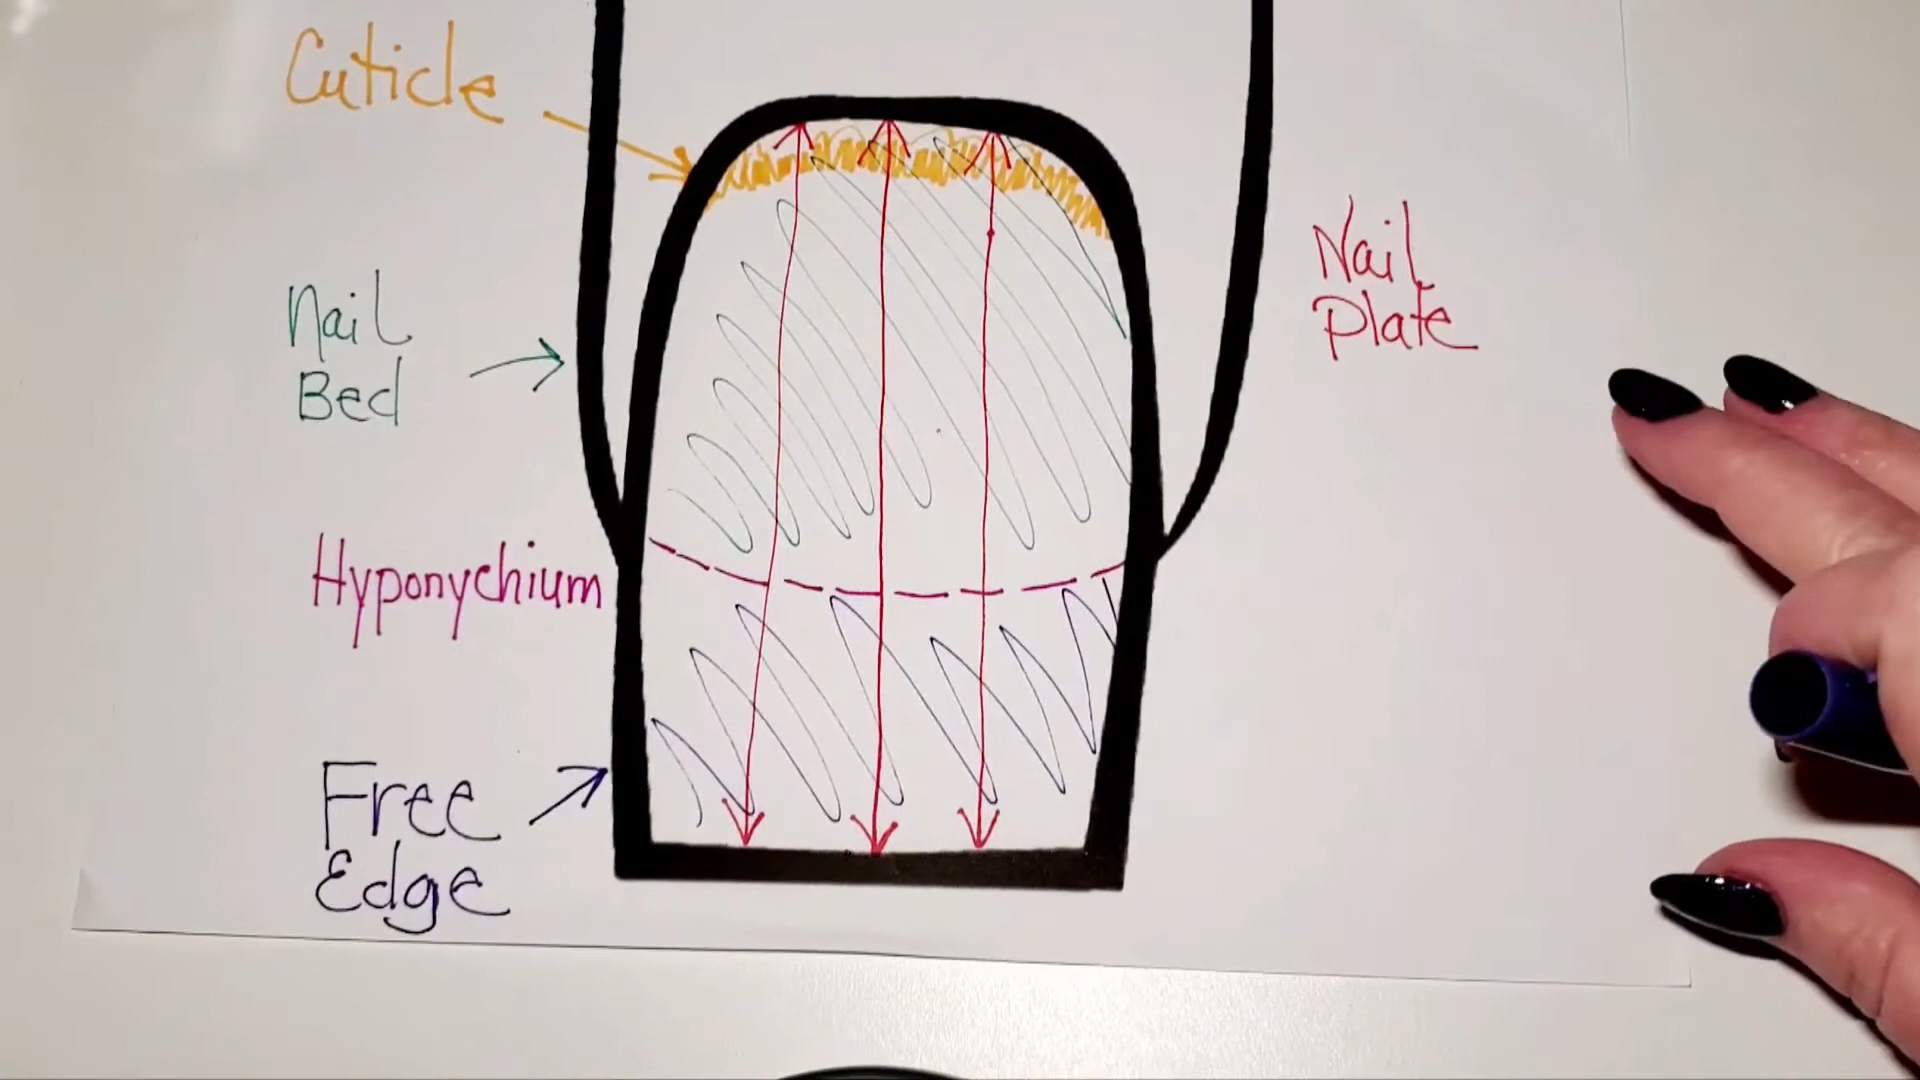 Cuticle
Nail
Bed
Hyponychium
Free
Edge
Nail
Plate